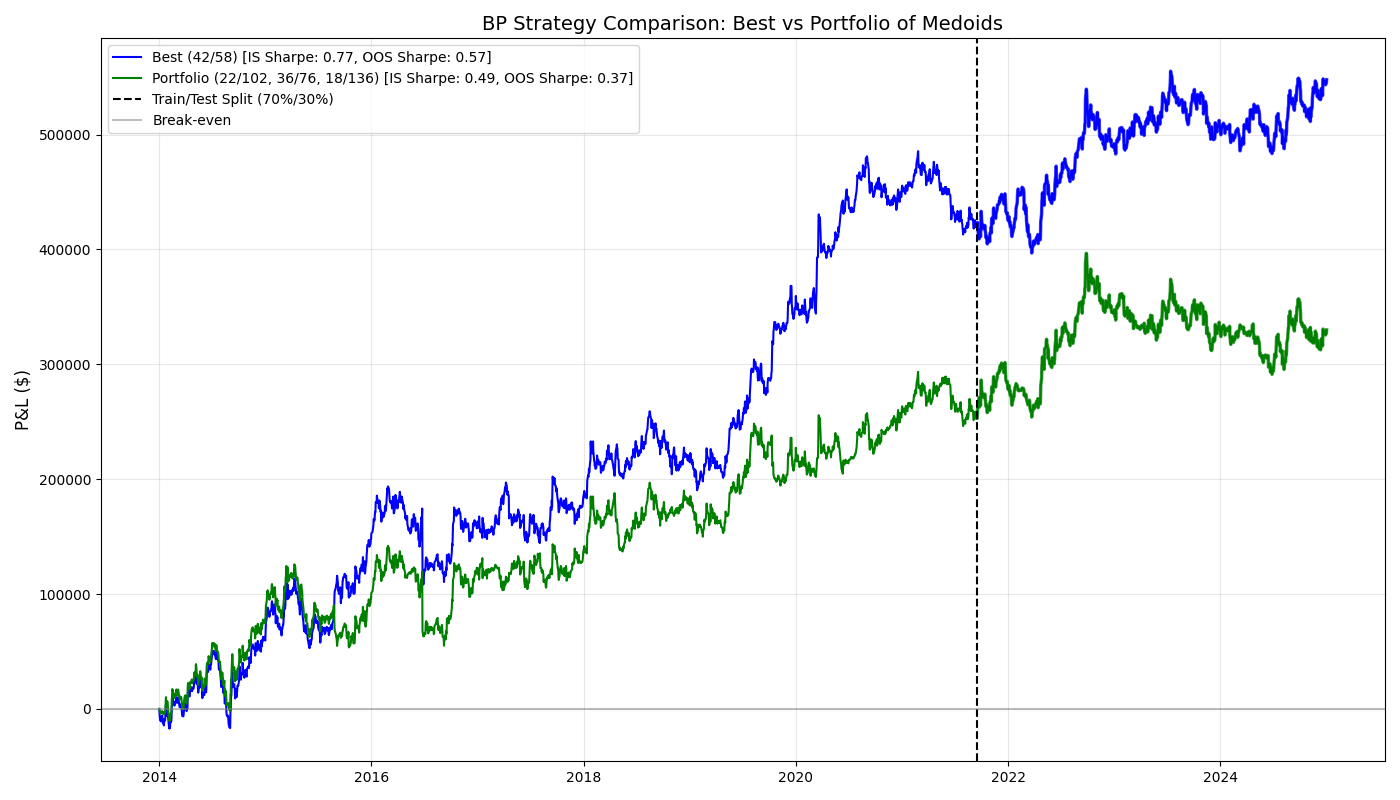 BP Strategy Comparison: Best vs Portfolio of Medoids
Best (42/58) [IS Sharpe: 0.77, OOS Sharpe: 0.57]
Portfolio (22/102, 36/76, 18/136) [IS Sharpe: 0.49, OOS Sharpe: 0.37]
Train/Test Split (70%/30%)
Break-even
P&L ($)
500000
400000
300000
200000
100000
0
2014
2016
2018
2020
2022
2024